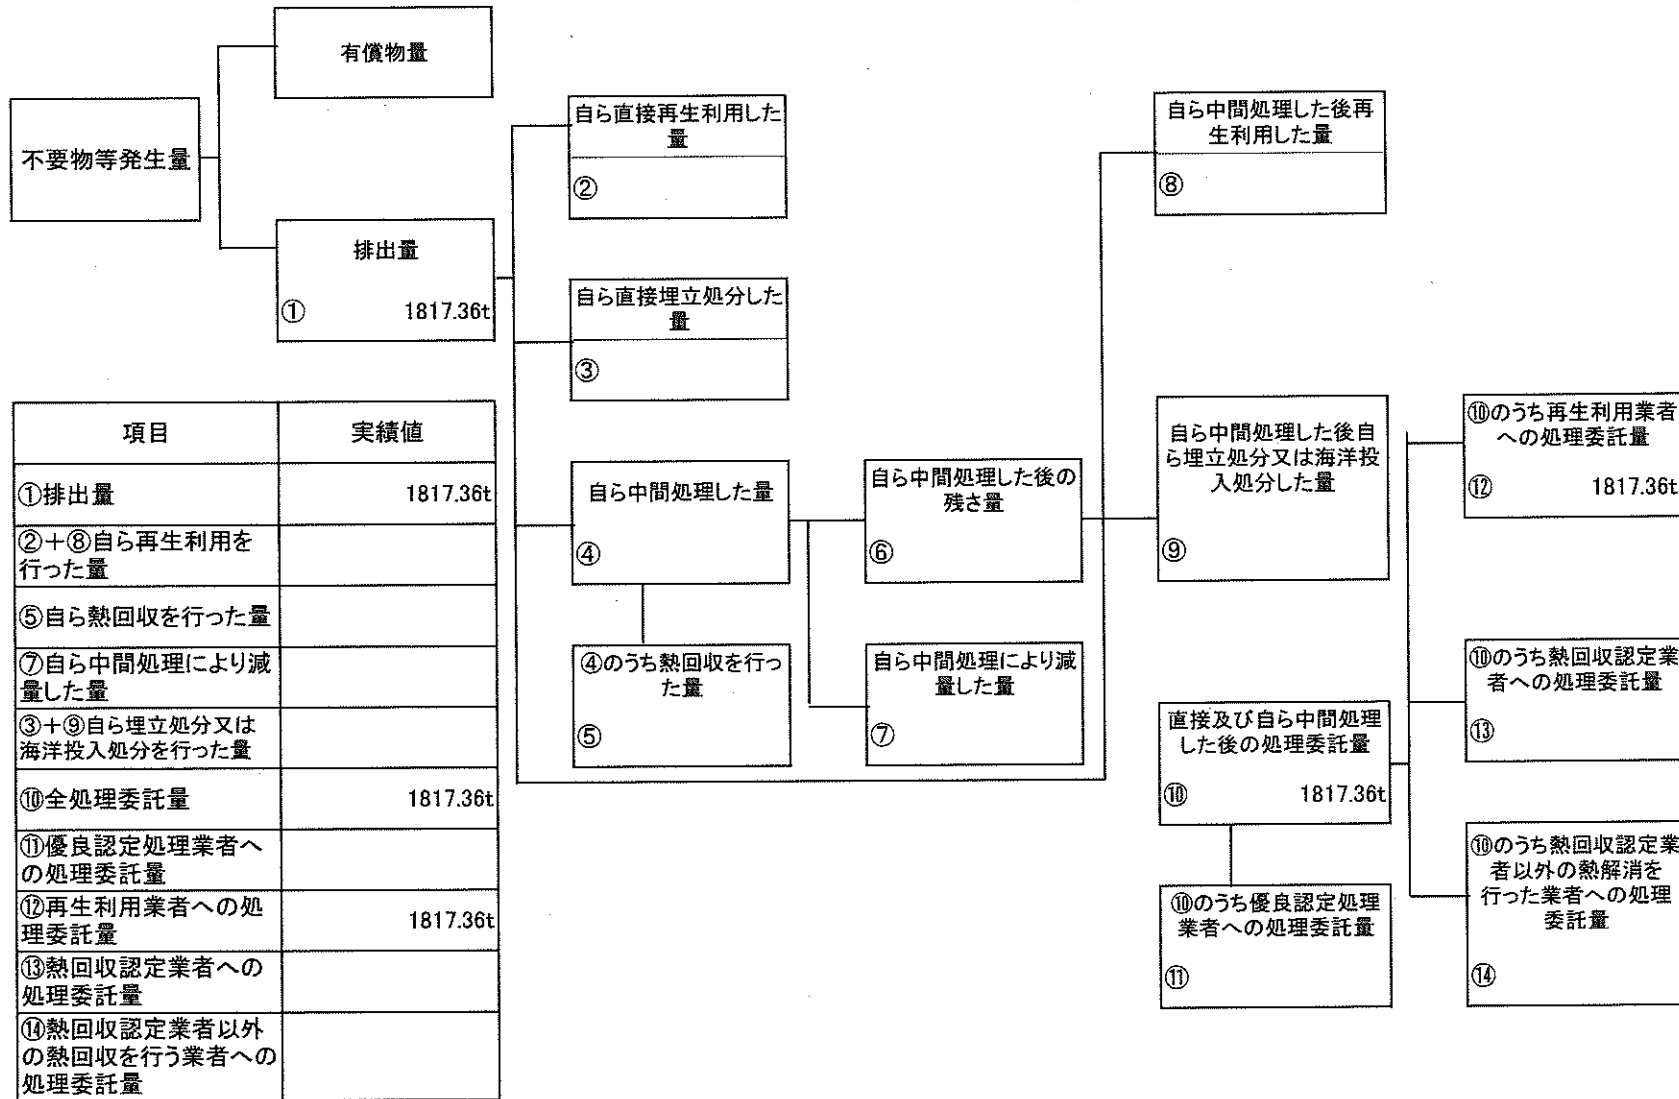 有償物量
不要物等発生量
排出量
① 1817.36t
自ら直接再生利用した
量
②
自ら直接埋立処分した
量
③
自ら中間処理した量
④
④のうち熱回収を行っ
た量
⑤
自ら中間処理した後の
残さ量
⑥
自ら中間処理により減
量した量
⑦
自ら中間処理した後再
生利用した量
⑧
自ら中間処理した後自
ら埋立処分又は海洋投
入処分した量
⑨
直接及び自ら中間処理
した後の処理委託量
⑩ 1817.36t
⑩のうち優良認定処理
業者への処理委託量
⑪
⑩のうち再生利用業者
への処理委託量
⑫ 1817.36t
⑩のうち熱回収認定業
者への処理委託量
⑬
⑩のうち熱回収認定業
者以外の熱解消を
行った業者への処理
委託量
⑭
項目 実績値
①排出量 1817.36t
②+⑧自ら再生利用を
行った量
⑤自ら熱回収を行った量
⑦自ら中間処理により減
量した量
③+⑨自ら埋立処分又は
海洋投入処分を行った量
⑩全処理委託量 1817.36t
⑪優良認定処理業者へ
の処理委託量
⑫再生利用業者への処
理委託量 1817.36t
⑬熱回収認定業者への
処理委託量
⑭熱回収認定業者以外
の熱回収を行う業者への
処理委託量